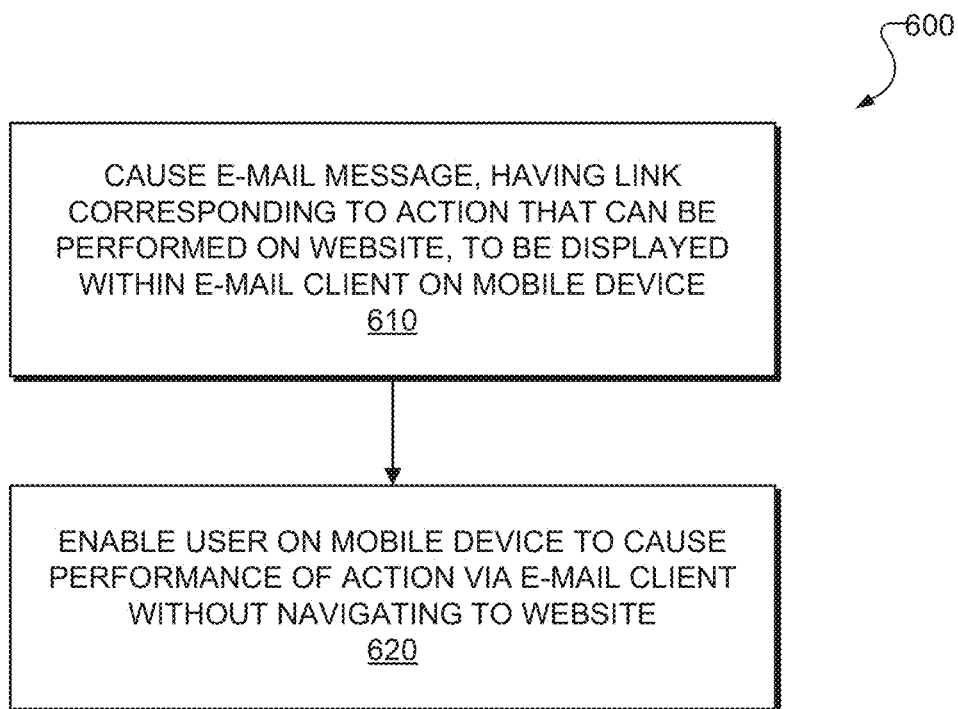 600
CAUSE E-MAIL MESSAGE, HAVING LINK
CORRESPONDING TO ACTION THAT CAN BE
PERFORMED ON WEBSITE, TO BE DISPLAYED
WITHIN E-MAIL CLIENT ON MOBILE DEVICE
610
ENABLE USER ON MOBILE DEVICE TO CAUSE
PERFORMANCE OF ACTION VIA E-MAIL CLIENT
WITHOUT NAVIGATING TO WEBSITE
620